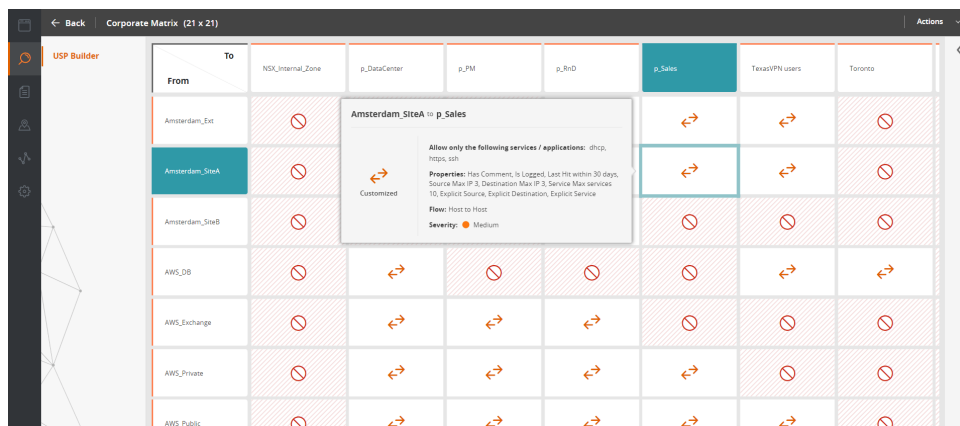 ← Back
Corporate Matrix (21 x 21)
Actions
USP Builder
To
From
NSX_Internal_Zone
p_DataCenter
p_PM
p_RnD
p_Sales
TexasVPN users
Toronto
Amsterdam_Ext
Amsterdam_SiteA
Amsterdam_SiteA to p_Sales
Customized
Allow only the following services / applications: dhcp,
https, ssh
Properties: Has Comment, Is Logged, Last Hit within 30 days,
Source Max IP 3, Destination Max IP 3, Service Max services
10, Explicit Source, Explicit Destination, Explicit Service
Flow: Host to Host
Severity: Medium
Amsterdam_SiteB
AWS_DB
AWS_Exchange
AWS_Private
AWS_Public